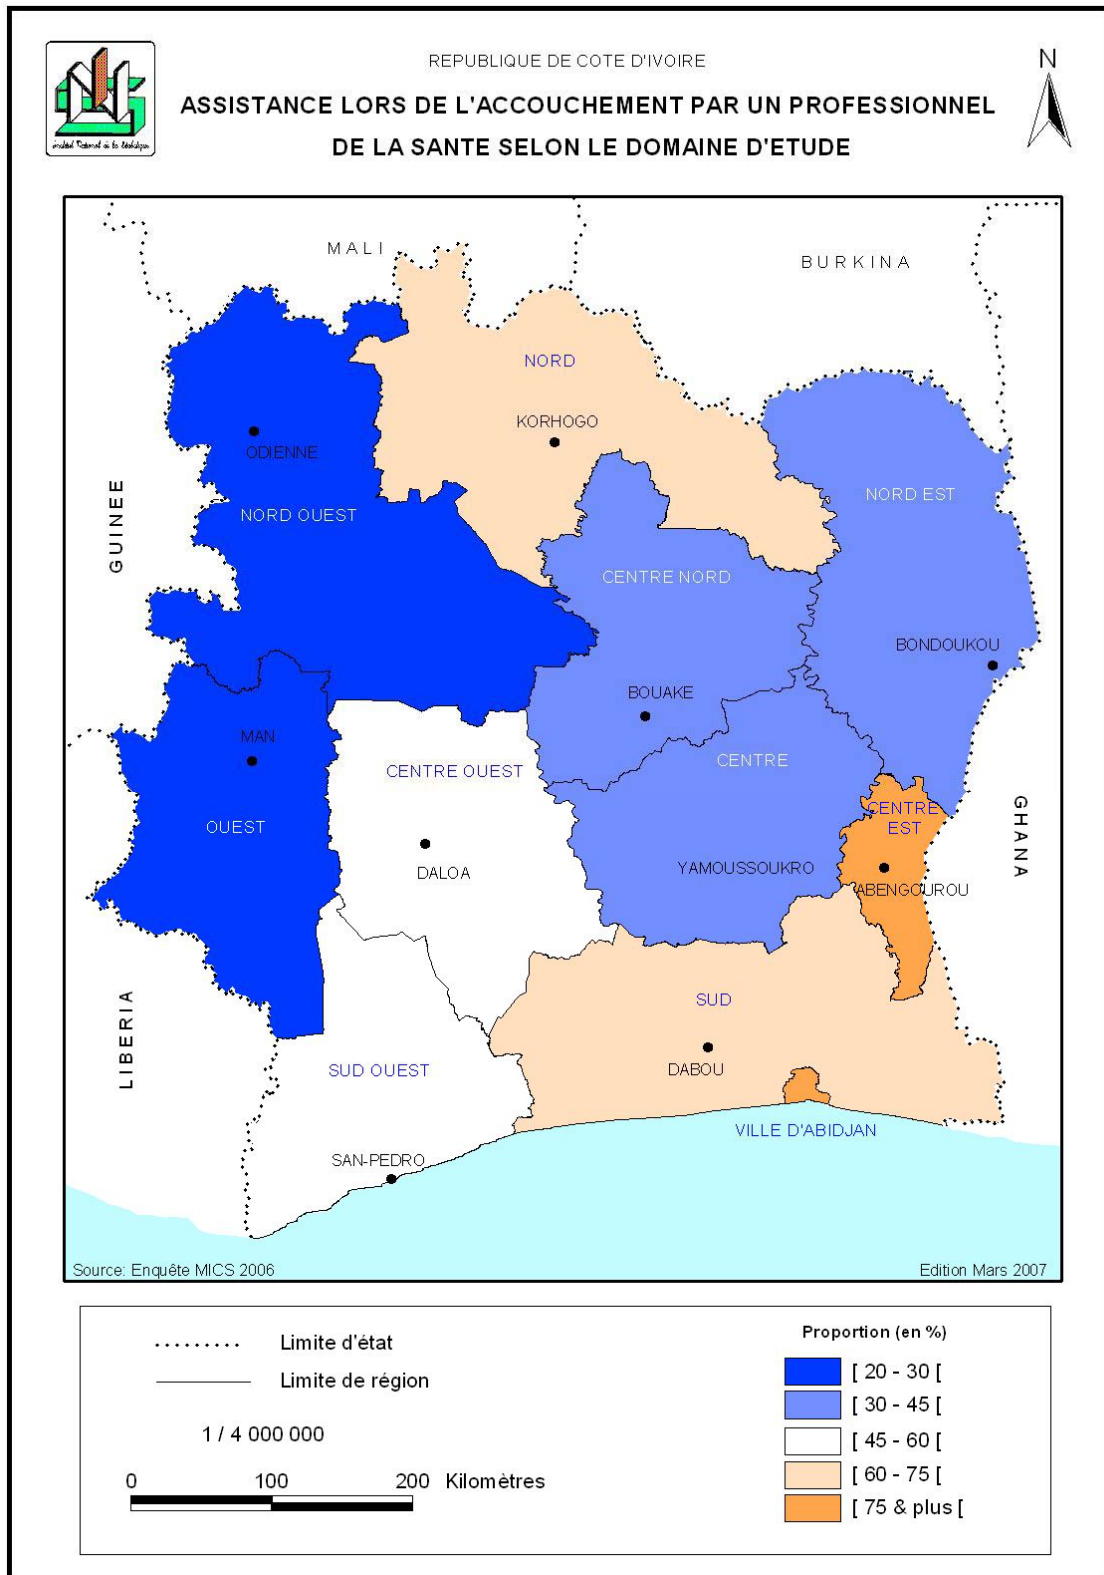 REPUBLIQUE DE COTE D'IVOIRE
N
ASSISTANCE LORS DE L'ACCOUCHEMENT PAR UN PROFESSIONNEL
DE LA SANTE SELON LE DOMAINE D'ETUDE
MALI
BURKINA
NORD
KORHOGO
ODIENNE
NORD EST
GUINEE
NORD OUEST
CENTRE NORD
BONDOUKOU
BOUAKE
MAN
CENTRE
CENTRE OUEST
CENTRE
EST
OUEST
GHANA
DALOA
YAMOUSSOUKRO
ABENGOUROU
SUD
LIBERIA
DABOU
SUD OUEST
VILLE D'ABIDJAN
SAN-PEDRO
Source: Enquête MICS 2006
Edition Mars 2007
Limite d'état
Limite de région
1 / 4 000 000
0 100 200 Kilomètres
Proportion (en %)
[ 20 - 30 [
[ 30 - 45 [
[ 45 - 60 [
[ 60 - 75 [
[ 75 & plus [